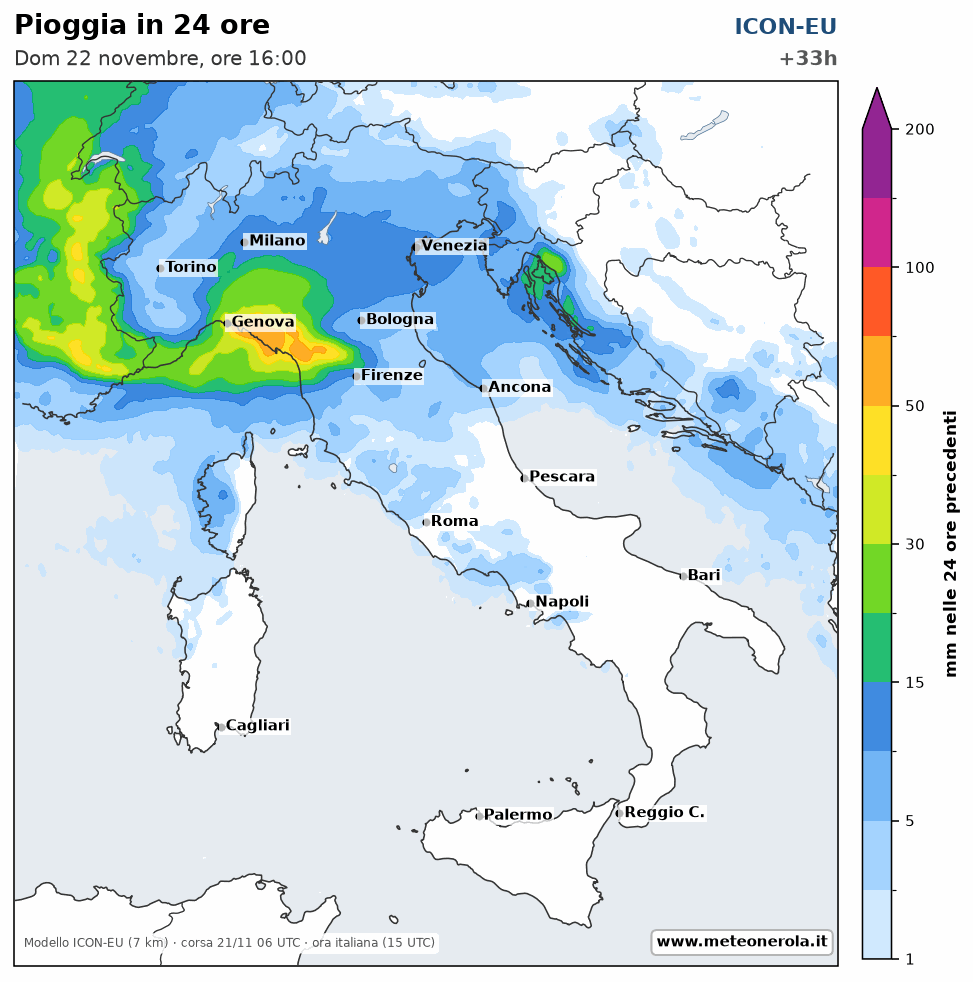 Pioggia in 24 ore
ICON-EU
Dom 22 novembre, ore 16:00
+33h
200
100
50
30
15
5
1
mm nelle 24 ore precedenti
Milano
Venezia
Torino
Genova
Bologna
Firenze
Ancona
Pescara
Roma
Bari
Napoli
Cagliari
Palermo
Reggio C.
Modello ICON-EU (7 km) · corsa 21/11 06 UTC · ora italiana (15 UTC)
www.meteonerola.it